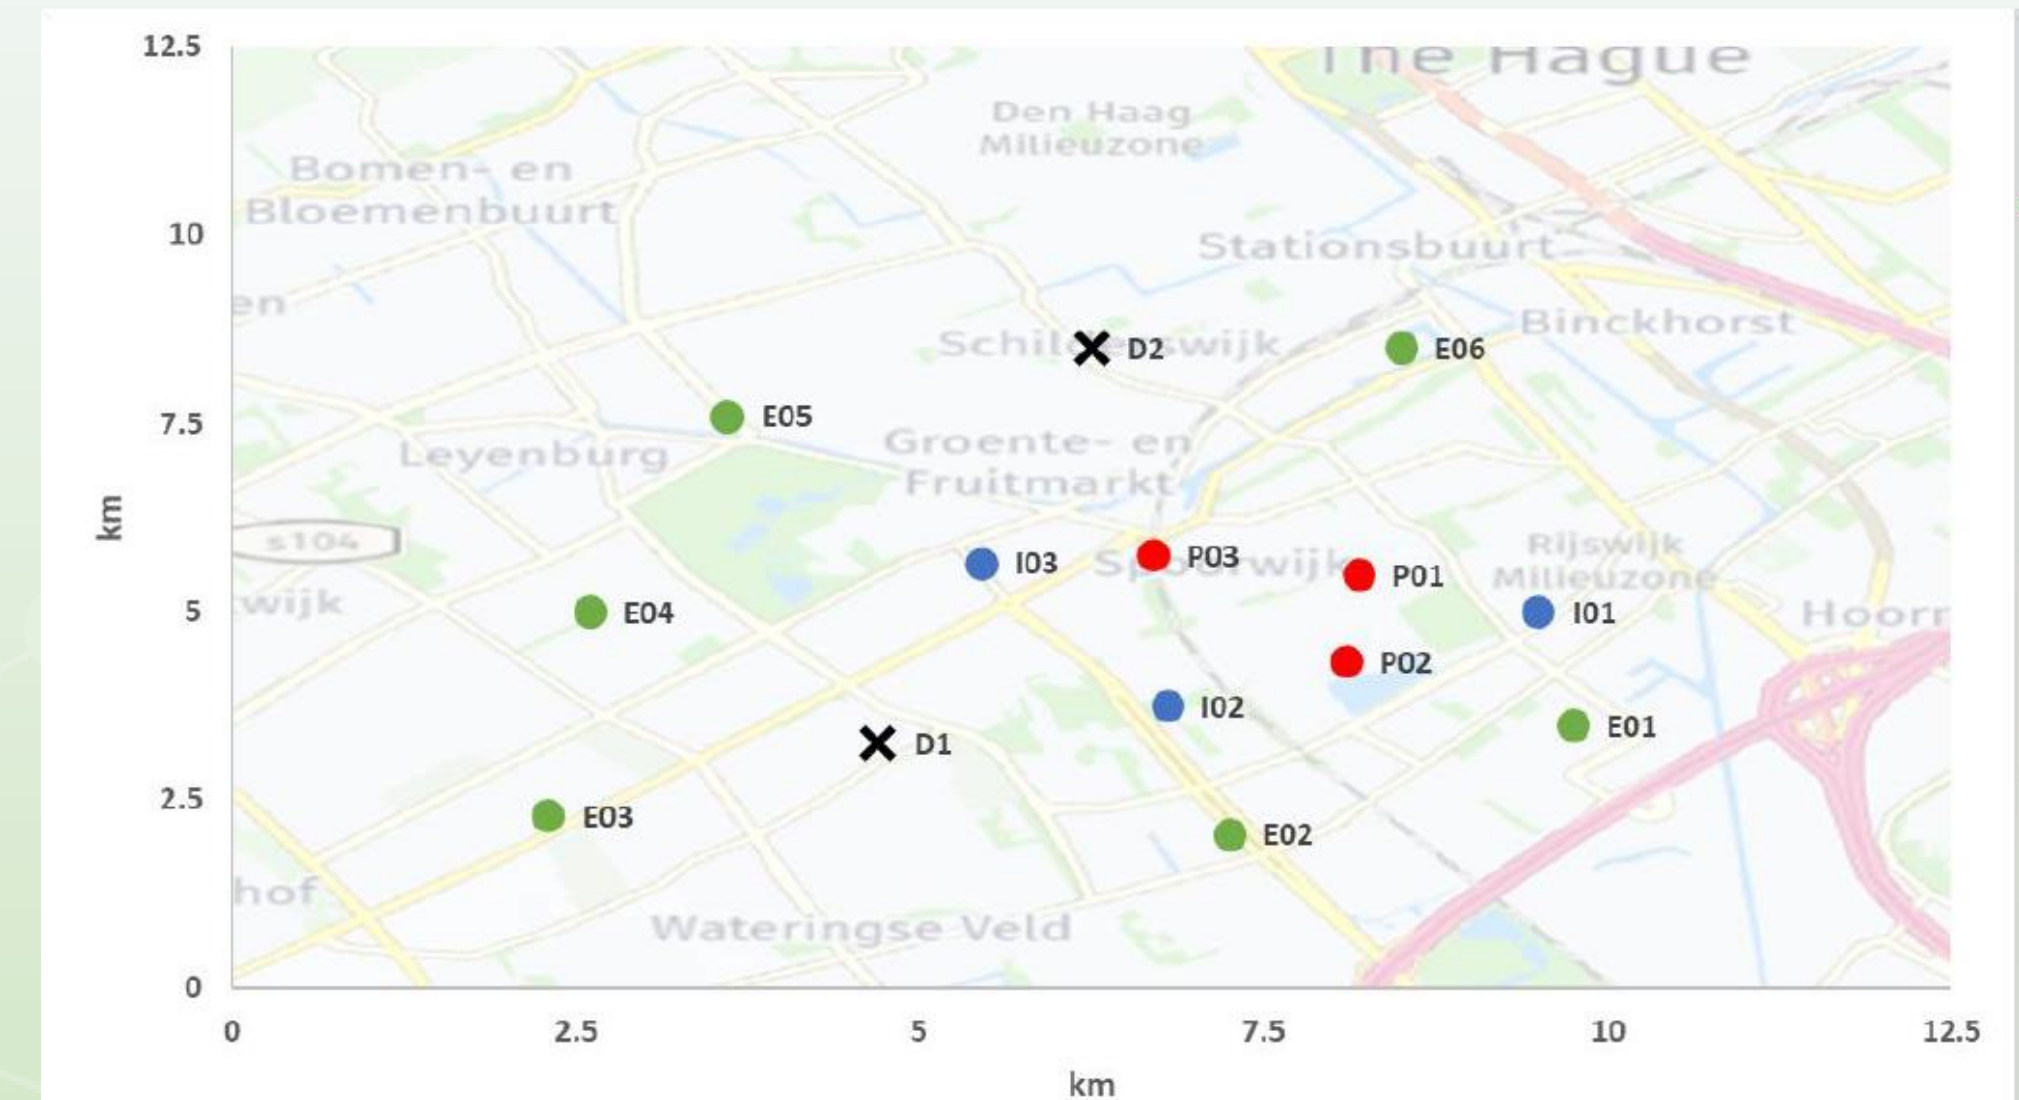 12.5
The Hague
Den Haag
Milieuzone
Bomen- en
Bloemenbuurt
10
Stationsbuurt
en
Binckhorst
D2
E06
7.5
E05
Groente- en
Fruitmarkt
Leyenburg
km
s104
I03
P03
P01
Rijswijk
Milieuzone
5
wijk
E04
I01
Hoorn
P02
I02
E01
D1
2.5
E03
E02
hof
Wateringse Veld
0
0 2.5 5 7.5 10 12.5
km